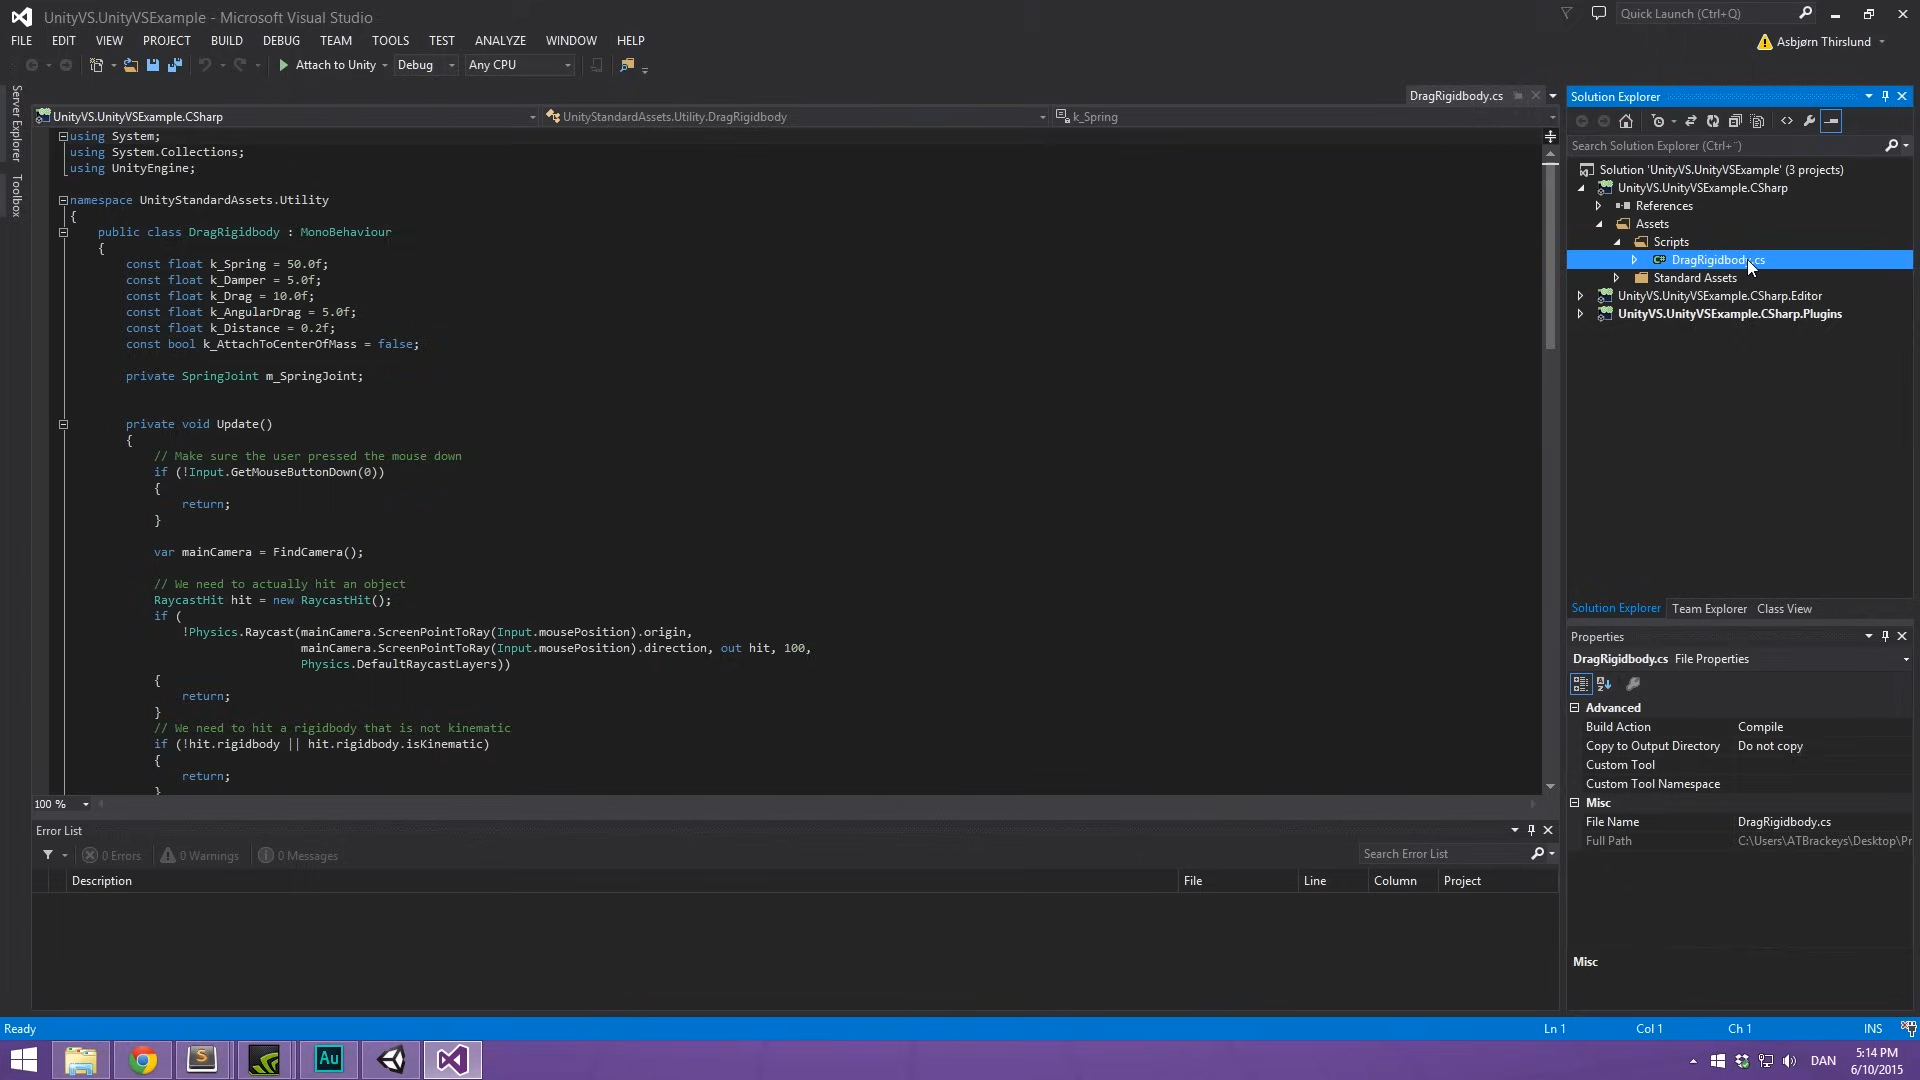 UnityVS.UnityVSExample - Microsoft Visual Studio
Quick Launch (Ctrl+Q)
FILE EDIT VIEW PROJECT BUILD DEBUG TEAM TOOLS TEST ANALYZE WINDOW HELP
Asbjørn Thirslund
Attach to Unity Debug Any CPU
Server Explorer
Toolbox
DragRigidbody.cs
UnityVS.UnityVSExample.CSharp UnityStandardAssets.Utility.DragRigidbody k_Spring
using System;
using System.Collections;
using UnityEngine;
namespace UnityStandardAssets.Utility
{
public class DragRigidbody : MonoBehaviour
{
const float k_Spring = 50.0f;
const float k_Damper = 5.0f;
const float k_Drag = 10.0f;
const float k_AngularDrag = 5.0f;
const float k_Distance = 0.2f;
const bool k_AttachToCenterOfMass = false;
private SpringJoint m_SpringJoint;
private void Update()
{
// Make sure the user pressed the mouse down
if (!Input.GetMouseButtonDown(0))
{
return;
}
var mainCamera = FindCamera();
// We need to actually hit an object
RaycastHit hit = new RaycastHit();
if (
!Physics.Raycast(mainCamera.ScreenPointToRay(Input.mousePosition).origin,
mainCamera.ScreenPointToRay(Input.mousePosition).direction, out hit, 100,
Physics.DefaultRaycastLayers))
{
return;
}
// We need to hit a rigidbody that is not kinematic
if (!hit.rigidbody || hit.rigidbody.isKinematic)
{
return;
}
100 %
Error List
0 Errors 0 Warnings 0 Messages
Search Error List
Description File Line Column Project
Solution Explorer
Search Solution Explorer (Ctrl+¨)
Solution 'UnityVS.UnityVSExample' (3 projects)
UnityVS.UnityVSExample.CSharp
References
Assets
Scripts
C# DragRigidbody.cs
Standard Assets
UnityVS.UnityVSExample.CSharp.Editor
UnityVS.UnityVSExample.CSharp.Plugins
Solution Explorer Team Explorer Class View
Properties
DragRigidbody.cs File Properties
Advanced
Build Action Compile
Copy to Output Directory Do not copy
Custom Tool
Custom Tool Namespace
Misc
File Name DragRigidbody.cs
Full Path C:\Users\ATBrackeys\Desktop\Pr
Misc
Ready Ln 1 Col 1 Ch 1 INS
S Au
DAN
5:14 PM
6/10/2015